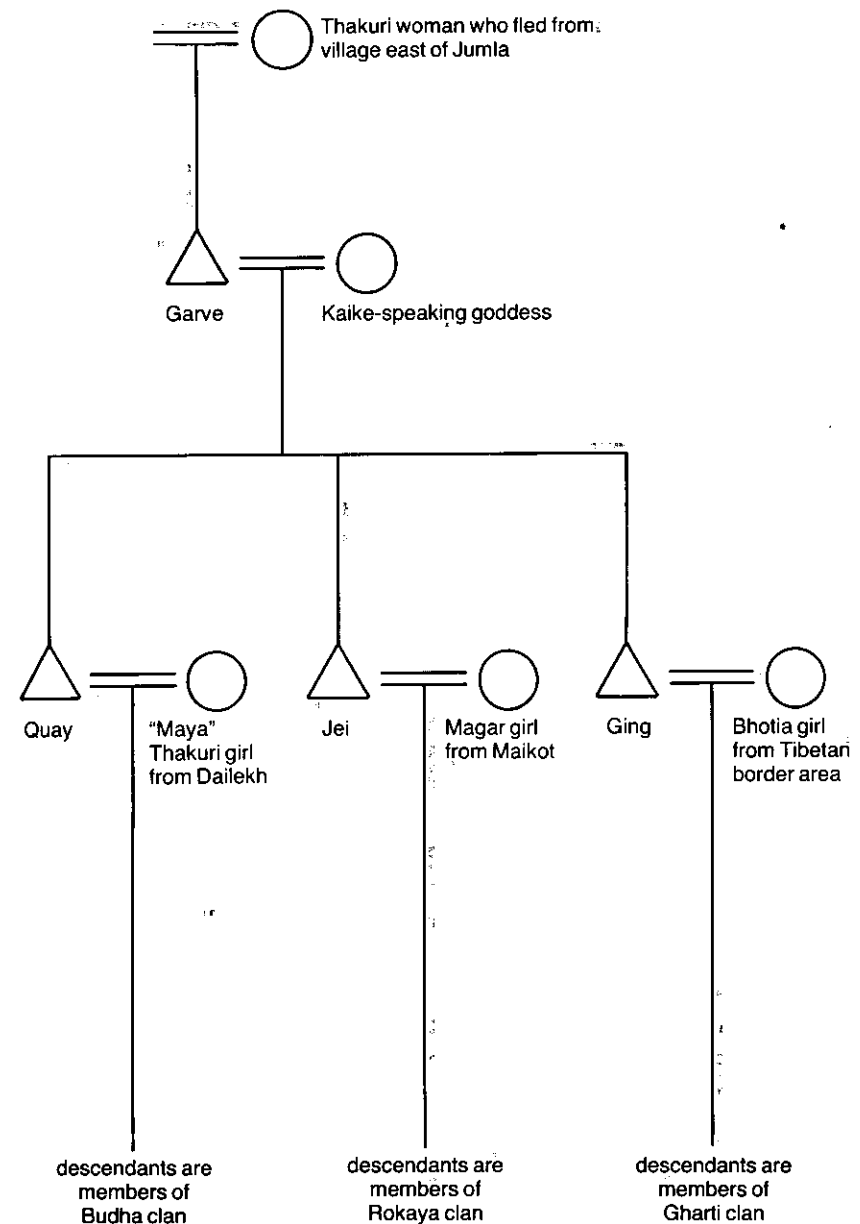 Thakuri woman who fled from
village east of Jumla
Garve
Kaike-speaking goddess
Quay
"Maya"
Thakuri girl
from Dailekh
Jei
Magar girl
from Maikot
Ging
Bhotia girl
from Tibetan
border area
descendants are
members of
Budha clan
descendants are
members of
Rokaya clan
descendants are
members of
Gharti clan